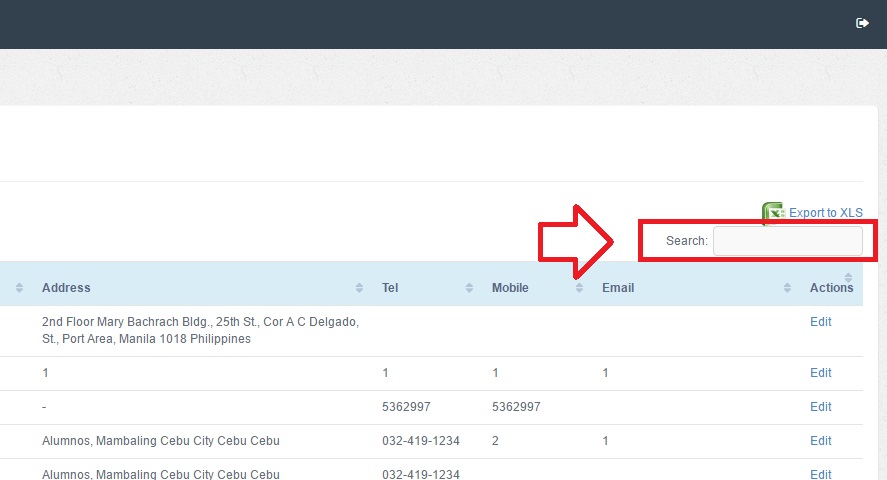 Export to XLS
Search:
Address Tel Mobile Email Actions
2nd Floor Mary Bachrach Bldg., 25th St., Cor A C Delgado,
St., Port Area, Manila 1018 Philippines
Edit
1 1 1 1 Edit
- 5362997 5362997 Edit
Alumnos, Mambaling Cebu City Cebu Cebu 032-419-1234 2 1 Edit
Alumnos, Mambaling Cebu City Cebu Cebu 032-419-1234 Edit